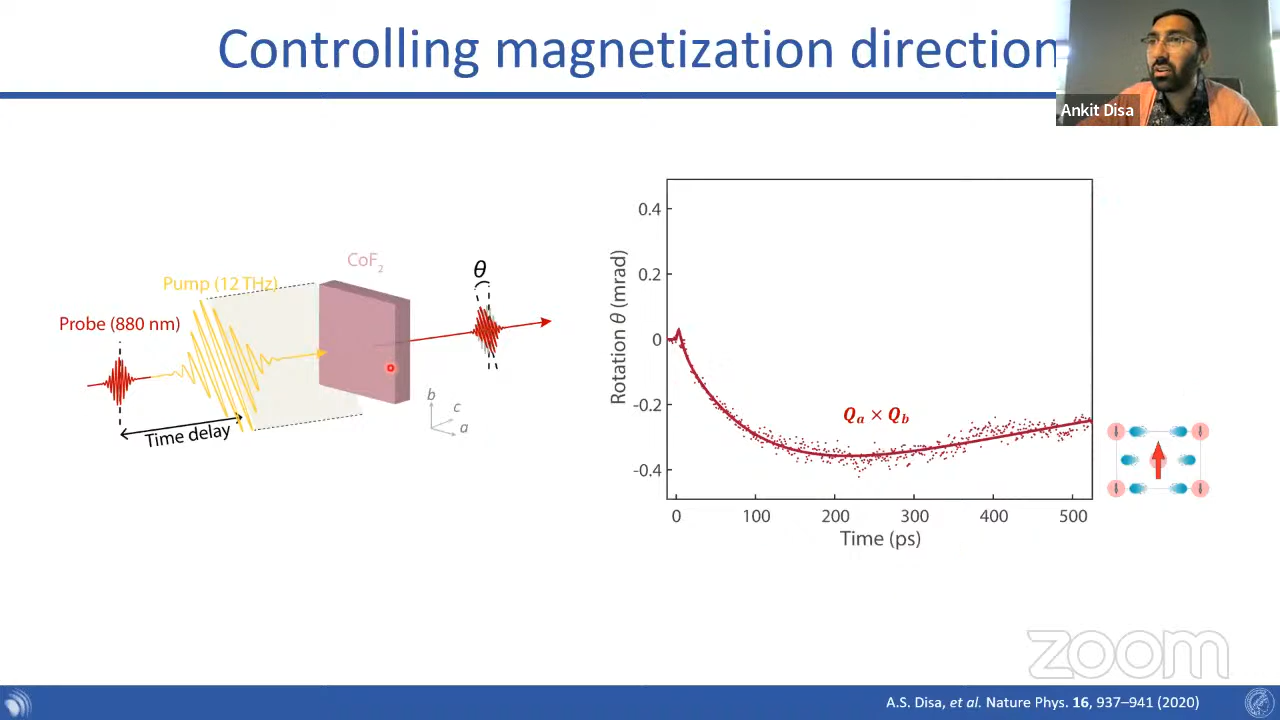 Controlling magnetization direction
Ankit Disa
CoF2
θ
Pump (12 THz)
Probe (880 nm)
Time delay
b
c
a
Rotation θ (mrad)
0.4
0.2
0
-0.2
-0.4
Qa × Qb
0 100 200 300 400 500
Time (ps)
zoom
A.S. Disa, et al. Nature Phys. 16, 937–941 (2020)